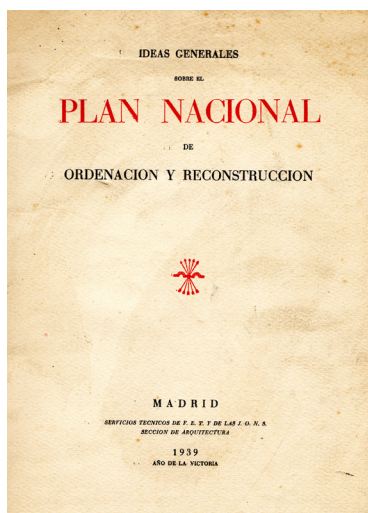 IDEAS GENERALES
SOBRE EL
PLAN NACIONAL
DE
ORDENACION Y RECONSTRUCCION
MADRID
SERVICIOS TECNICOS DE F. E. T. Y DE LAS J. O. N. S.
SECCION DE ARQUITECTURA
1939
AÑO DE LA VICTORIA